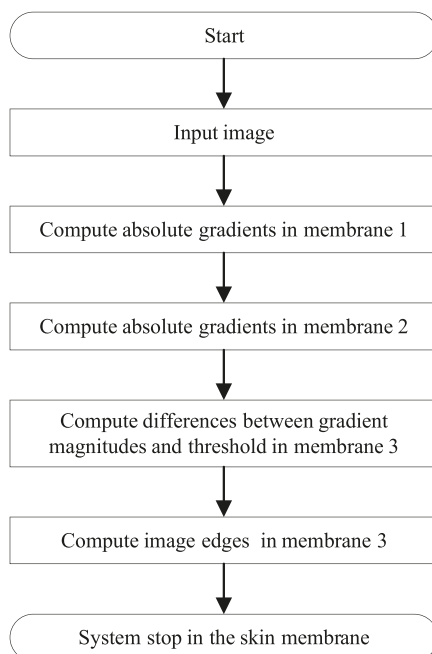 Start
Input image
Compute absolute gradients in membrane 1
Compute absolute gradients in membrane 2
Compute differences between gradient
magnitudes and threshold in membrane 3
Compute image edges in membrane 3
System stop in the skin membrane